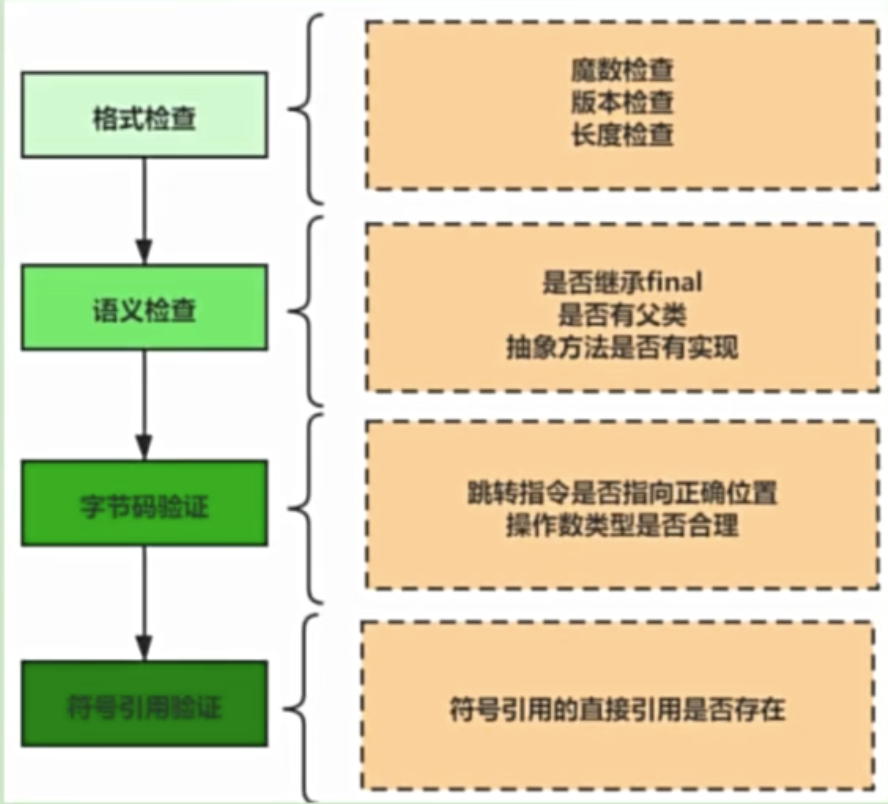 格式检查
魔数检查
版本检查
长度检查
语义检查
是否继承final
是否有父类
抽象方法是否有实现
字节码验证
跳转指令是否指向正确位置
操作数类型是否合理
符号引用验证
符号引用的直接引用是否存在